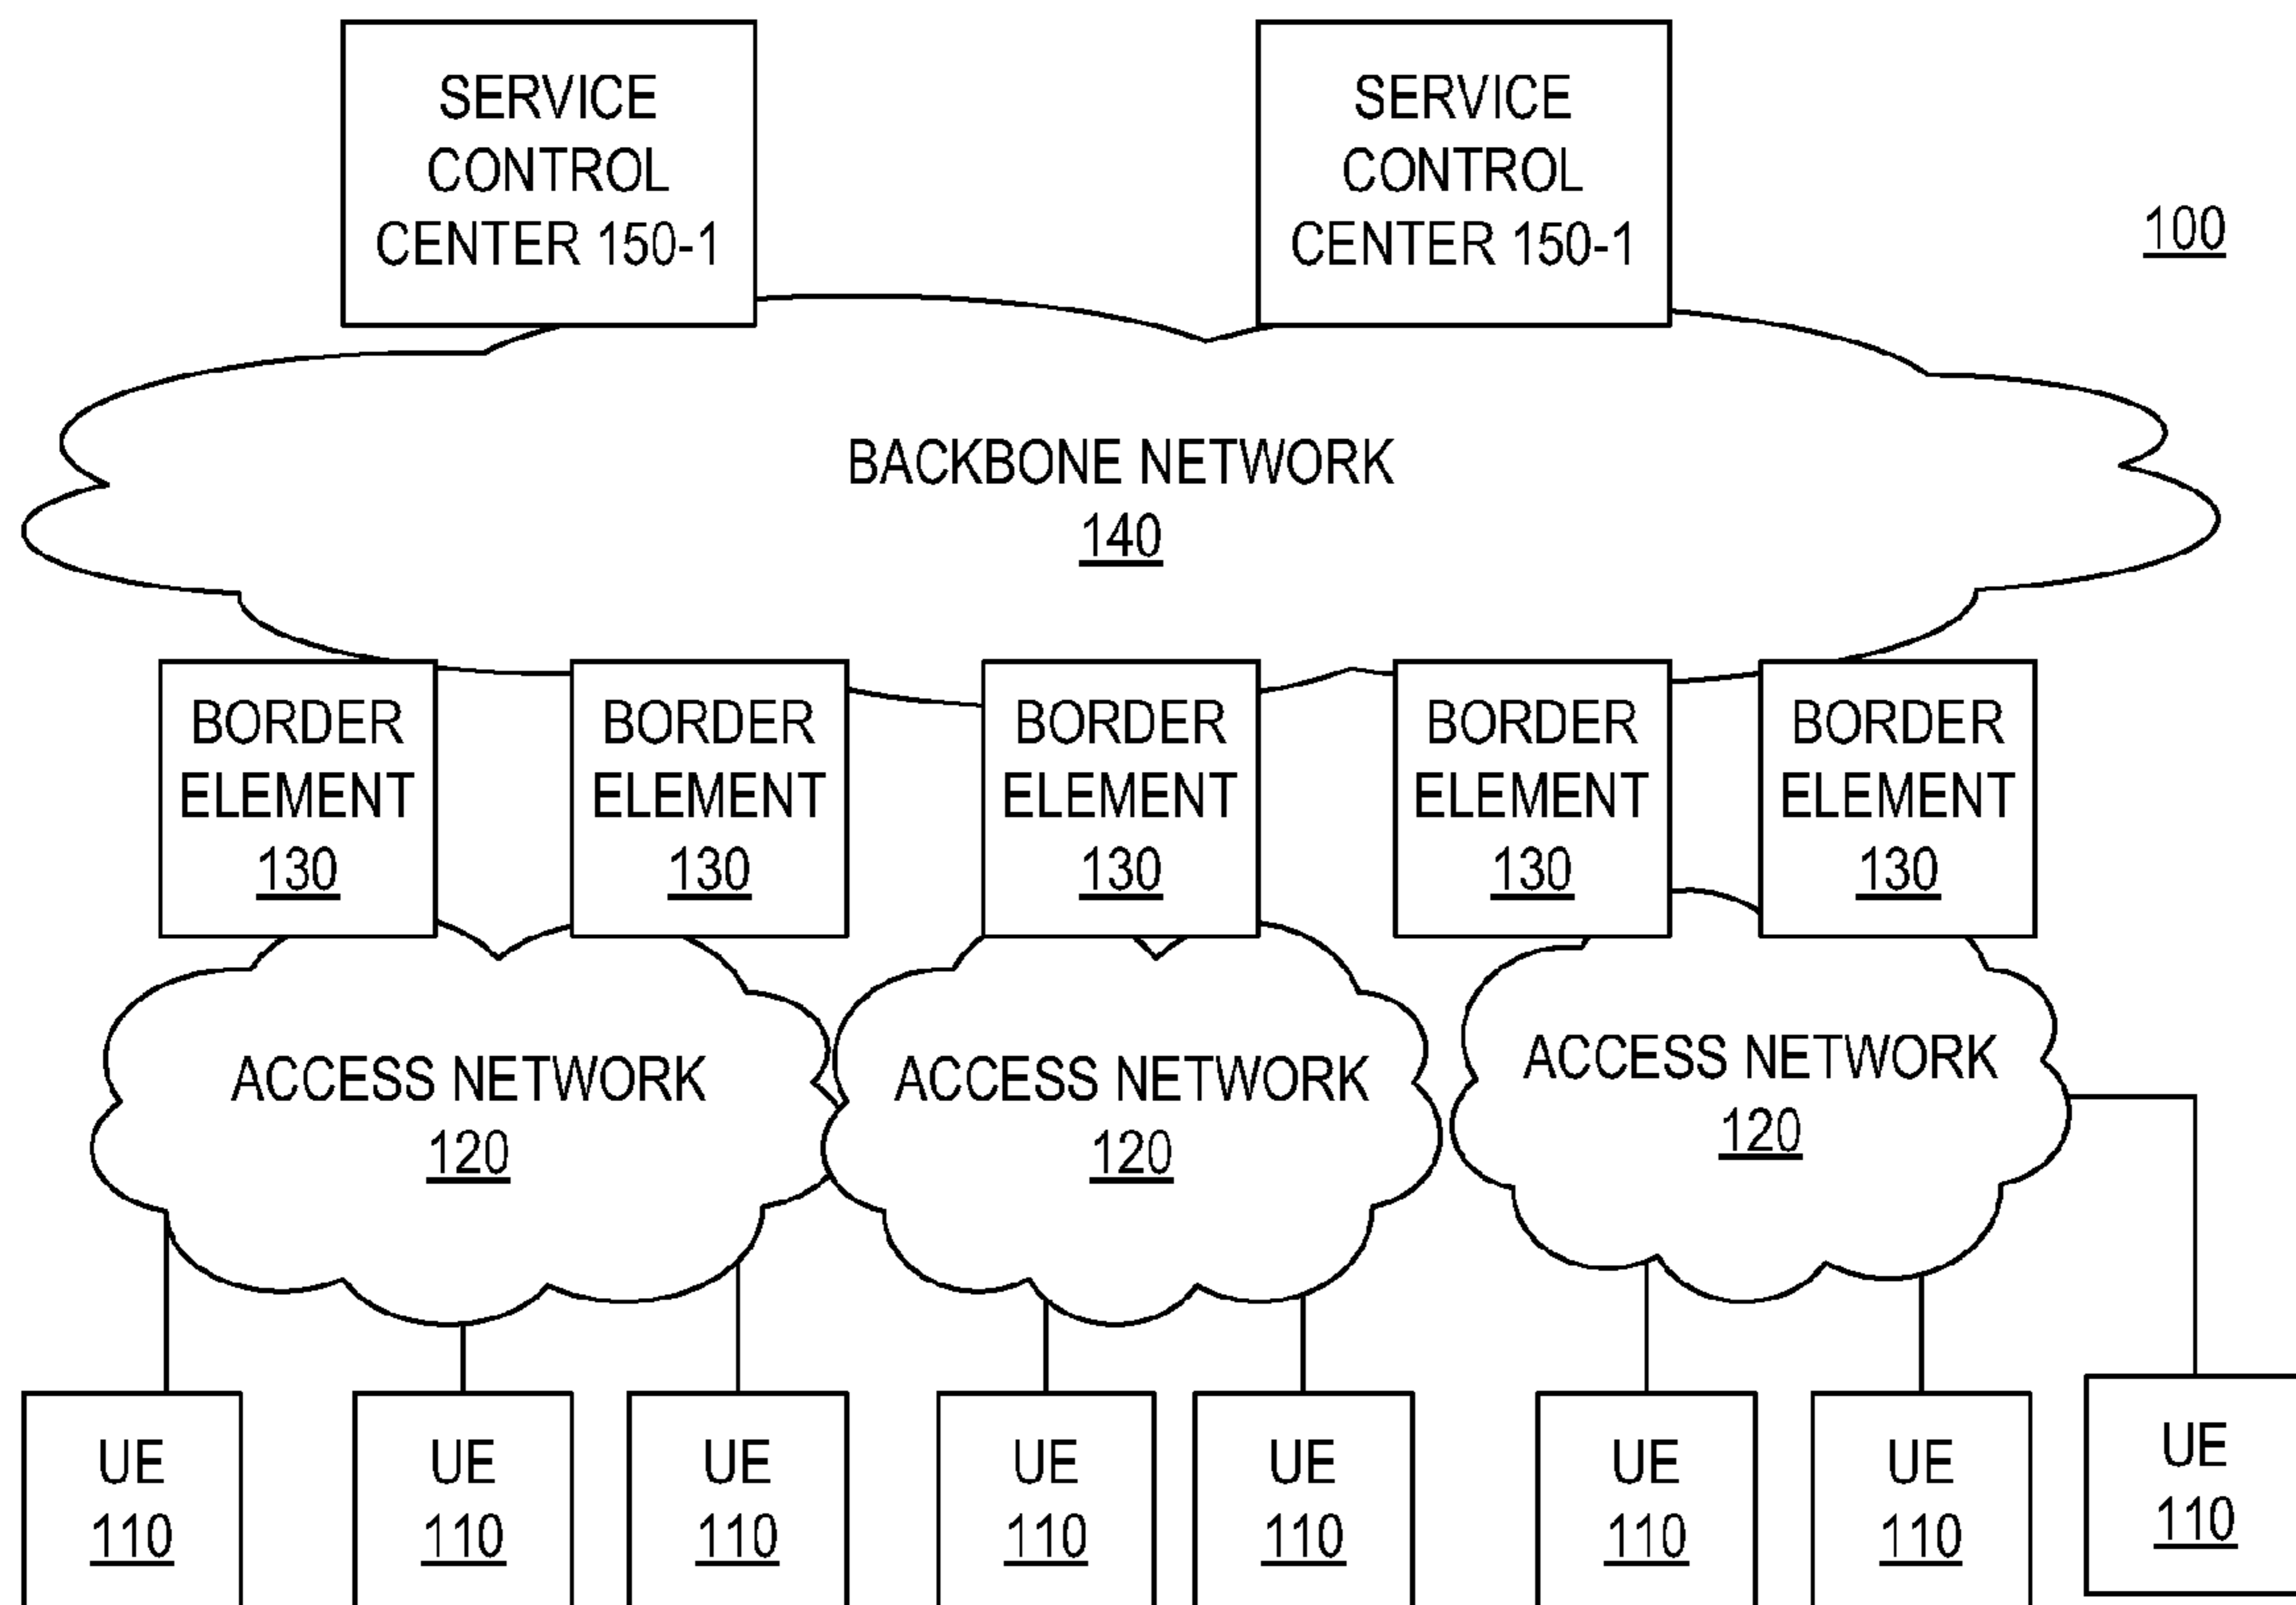 SERVICE
CONTROL
CENTER 150-1
SERVICE
CONTROL
CENTER 150-1
100
BACKBONE NETWORK
140
BORDER
ELEMENT
130
BORDER
ELEMENT
130
BORDER
ELEMENT
130
BORDER
ELEMENT
130
BORDER
ELEMENT
130
ACCESS NETWORK
120
ACCESS NETWORK
120
ACCESS NETWORK
120
UE
110
UE
110
UE
110
UE
110
UE
110
UE
110
UE
110
UE
110